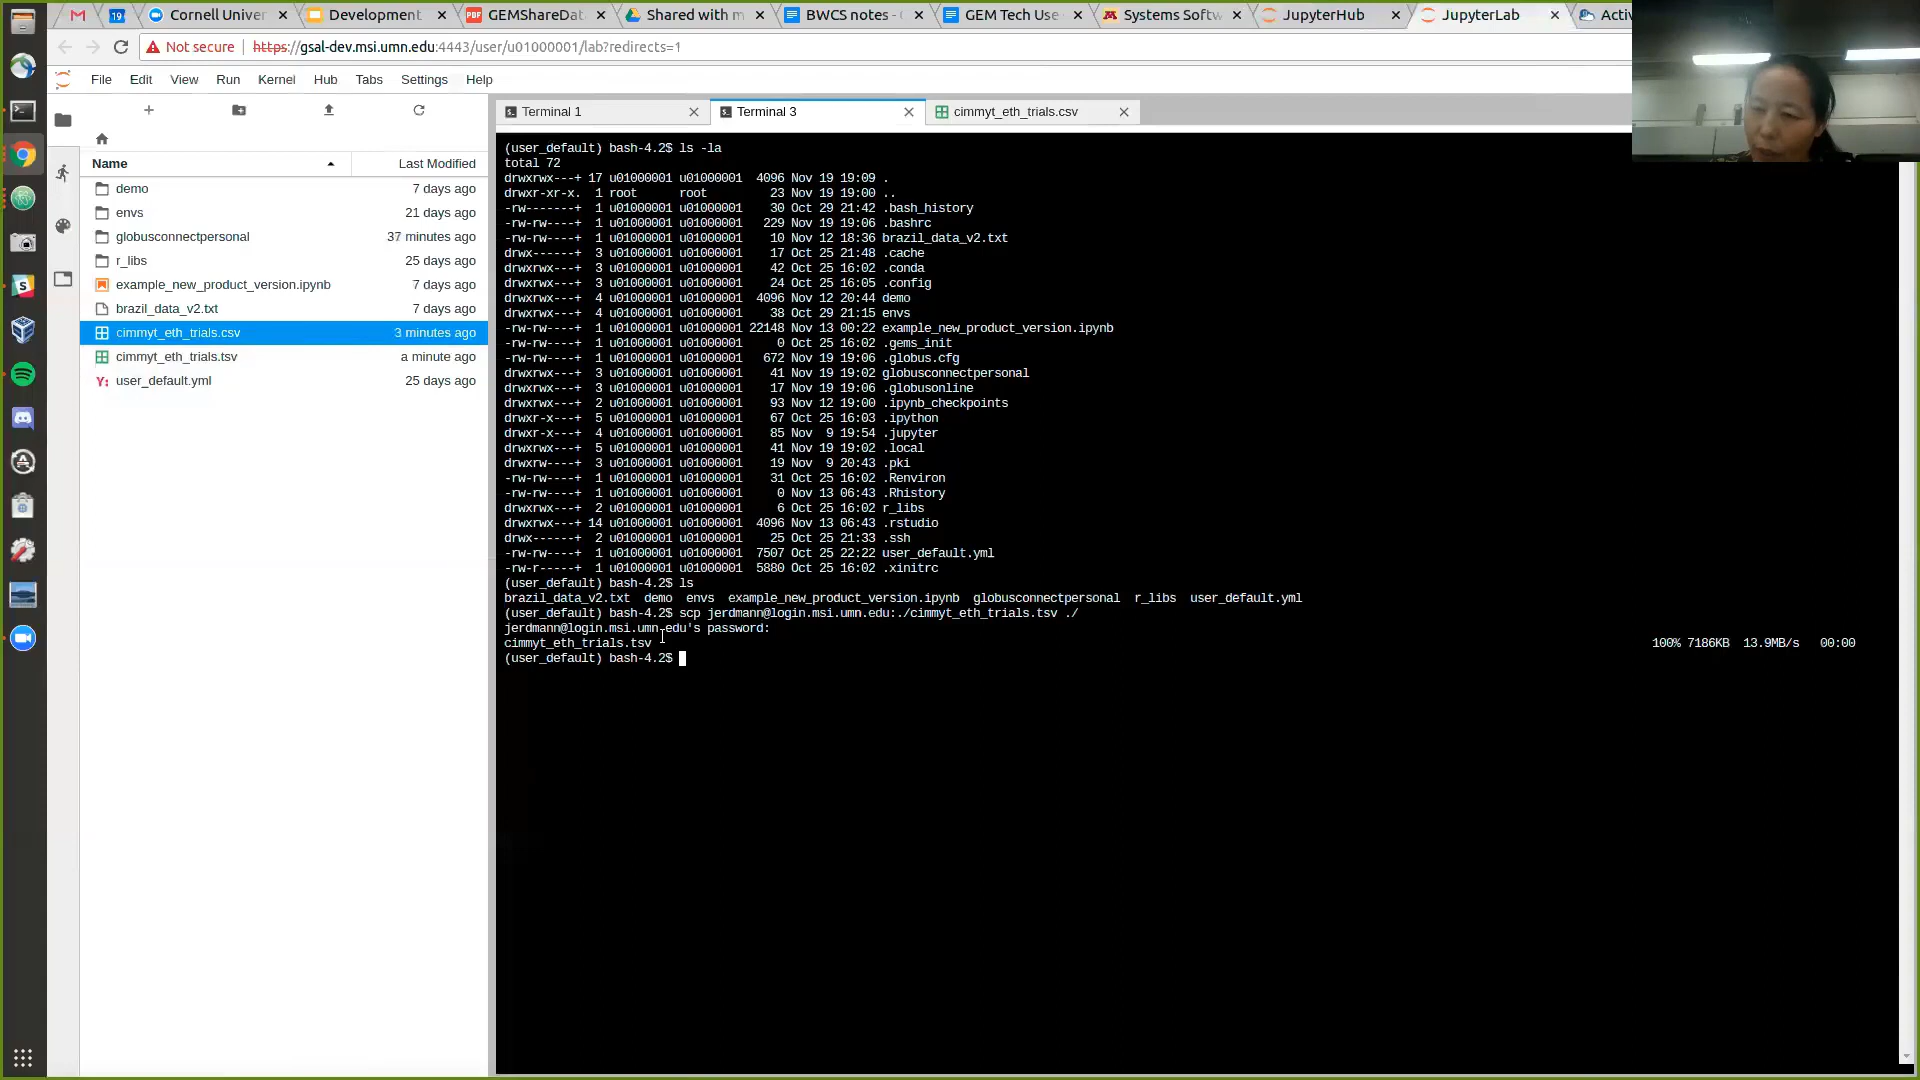 19
Cornell Univer
Development
PDF
GEMShareDat
Shared with m
BWCS notes -
GEM Tech Use
Systems Softw
JupyterHub
JupyterLab
Activ
Not secure
https://gsal-dev.msi.umn.edu:4443/user/u01000001/lab?redirects=1
File Edit View Run Kernel Hub Tabs Settings Help
Terminal 1
Terminal 3
cimmyt_eth_trials.csv
Name Last Modified
demo 7 days ago
envs 21 days ago
globusconnectpersonal 37 minutes ago
r_libs 25 days ago
example_new_product_version.ipynb 7 days ago
brazil_data_v2.txt 7 days ago
cimmyt_eth_trials.csv 3 minutes ago
cimmyt_eth_trials.tsv a minute ago
Y: user_default.yml 25 days ago
(user_default) bash-4.2$ ls -la
total 72
drwxrwx---+ 17 u01000001 u01000001 4096 Nov 19 19:09 .
drwxr-xr-x. 1 root root 23 Nov 19 19:00 ..
-rw-------+ 1 u01000001 u01000001 30 Oct 29 21:42 .bash_history
-rw-rw----+ 1 u01000001 u01000001 229 Nov 19 19:06 .bashrc
-rw-rw----+ 1 u01000001 u01000001 10 Nov 12 18:36 brazil_data_v2.txt
drwx------+ 3 u01000001 u01000001 17 Oct 25 21:48 .cache
drwxrwx---+ 3 u01000001 u01000001 42 Oct 25 16:02 .conda
drwxrwx---+ 3 u01000001 u01000001 24 Oct 25 16:05 .config
drwxrwx---+ 4 u01000001 u01000001 4096 Nov 12 20:44 demo
drwxrwx---+ 4 u01000001 u01000001 38 Oct 29 21:15 envs
-rw-rw----+ 1 u01000001 u01000001 22148 Nov 13 00:22 example_new_product_version.ipynb
-rw-rw----+ 1 u01000001 u01000001 0 Oct 25 16:02 .gems_init
-rw-rw----+ 1 u01000001 u01000001 672 Nov 19 19:06 .globus.cfg
drwxrwx---+ 3 u01000001 u01000001 41 Nov 19 19:02 globusconnectpersonal
drwxrwx---+ 3 u01000001 u01000001 17 Nov 19 19:06 .globusonline
drwxrwx---+ 2 u01000001 u01000001 93 Nov 12 19:00 .ipynb_checkpoints
drwxr-x---+ 5 u01000001 u01000001 67 Oct 25 16:03 .ipython
drwxr-x---+ 4 u01000001 u01000001 85 Nov 9 19:54 .jupyter
drwxrwx---+ 5 u01000001 u01000001 41 Nov 19 19:02 .local
drwxrw----+ 3 u01000001 u01000001 19 Nov 9 20:43 .pki
-rw-rw----+ 1 u01000001 u01000001 31 Oct 25 16:02 .Renviron
-rw-rw----+ 1 u01000001 u01000001 0 Nov 13 06:43 .Rhistory
drwxrwx---+ 2 u01000001 u01000001 6 Oct 25 16:02 r_libs
drwxrwx---+ 14 u01000001 u01000001 4096 Nov 13 06:43 .rstudio
drwx------+ 2 u01000001 u01000001 25 Oct 25 21:33 .ssh
-rw-rw----+ 1 u01000001 u01000001 7507 Oct 25 22:22 user_default.yml
-rw-r-----+ 1 u01000001 u01000001 5880 Oct 25 16:02 .xinitrc
(user_default) bash-4.2$ ls
brazil_data_v2.txt demo envs example_new_product_version.ipynb globusconnectpersonal r_libs user_default.yml
(user_default) bash-4.2$ scp jerdmann@login.msi.umn.edu:./cimmyt_eth_trials.tsv ./
jerdmann@login.msi.umn.edu's password:
cimmyt_eth_trials.tsv 100% 7186KB 13.9MB/s 00:00
(user_default) bash-4.2$